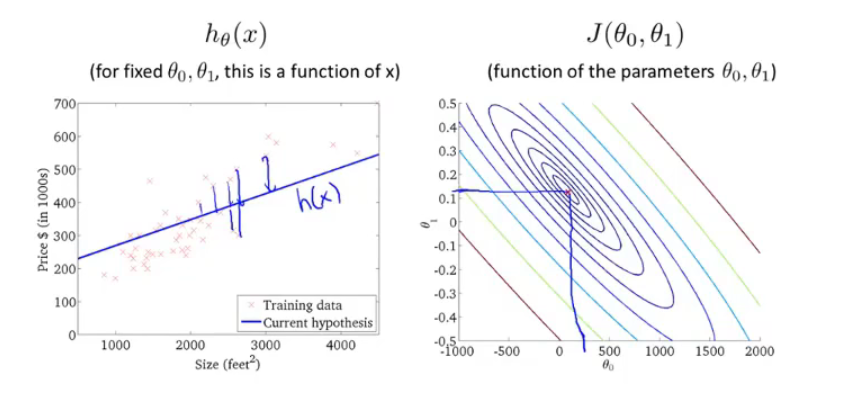 hθ(x)
(for fixed θ0, θ1, this is a function of x)
700
600
500
400
300
200
100
0
Price $ (in 1000s)
h(x)
Training data
Current hypothesis
1000
2000
3000
4000
Size (feet²)
J(θ0, θ1)
(function of the parameters θ0, θ1)
0.5
0.4
0.3
0.2
0.1
0
-0.1
-0.2
-0.3
-0.4
-0.5
θ1
-1000
-500
0
500
1000
1500
2000
θ0